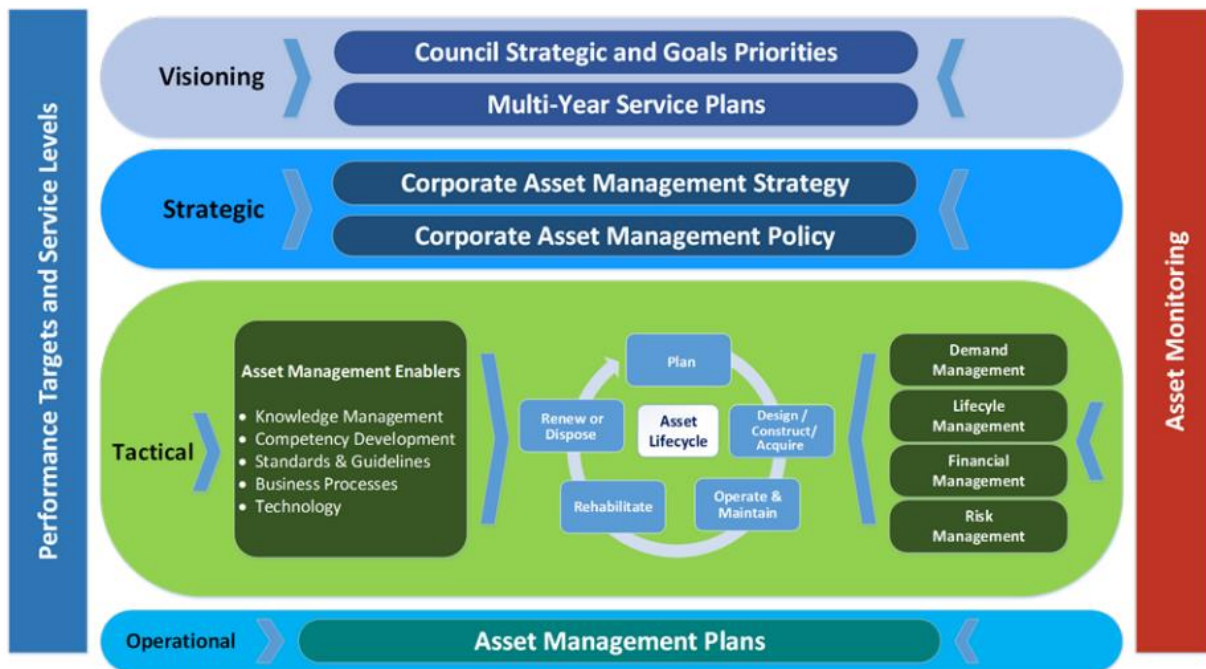 Performance Targets and Service Levels
Visioning
Council Strategic and Goals Priorities
Multi-Year Service Plans
Strategic
Corporate Asset Management Strategy
Corporate Asset Management Policy
Tactical
Asset Management Enablers
• Knowledge Management
• Competency Development
• Standards & Guidelines
• Business Processes
• Technology
Plan
Design /
Construct/
Acquire
Operate &
Maintain
Rehabilitate
Renew or
Dispose
Asset
Lifecycle
Demand
Management
Lifecyle
Management
Financial
Management
Risk
Management
Operational
Asset Management Plans
Asset Monitoring